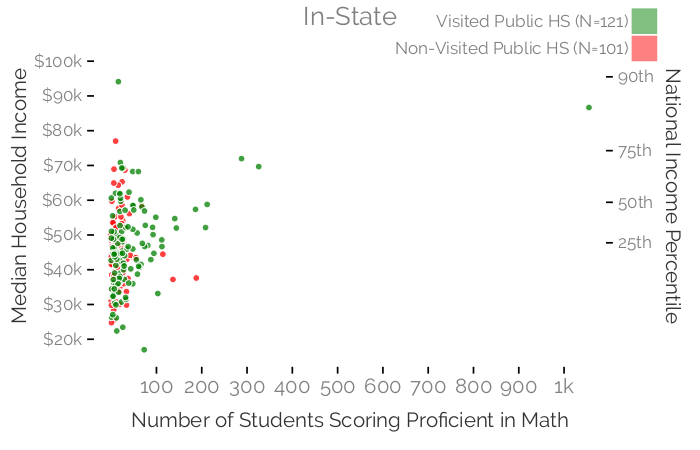 In-State
Visited Public HS (N=121)
Non-Visited Public HS (N=101)
Median Household Income
$100k
$90k
$80k
$70k
$60k
$50k
$40k
$30k
$20k
90th
75th
50th
25th
National Income Percentile
100 200 300 400 500 600 700 800 900 1k
Number of Students Scoring Proficient in Math